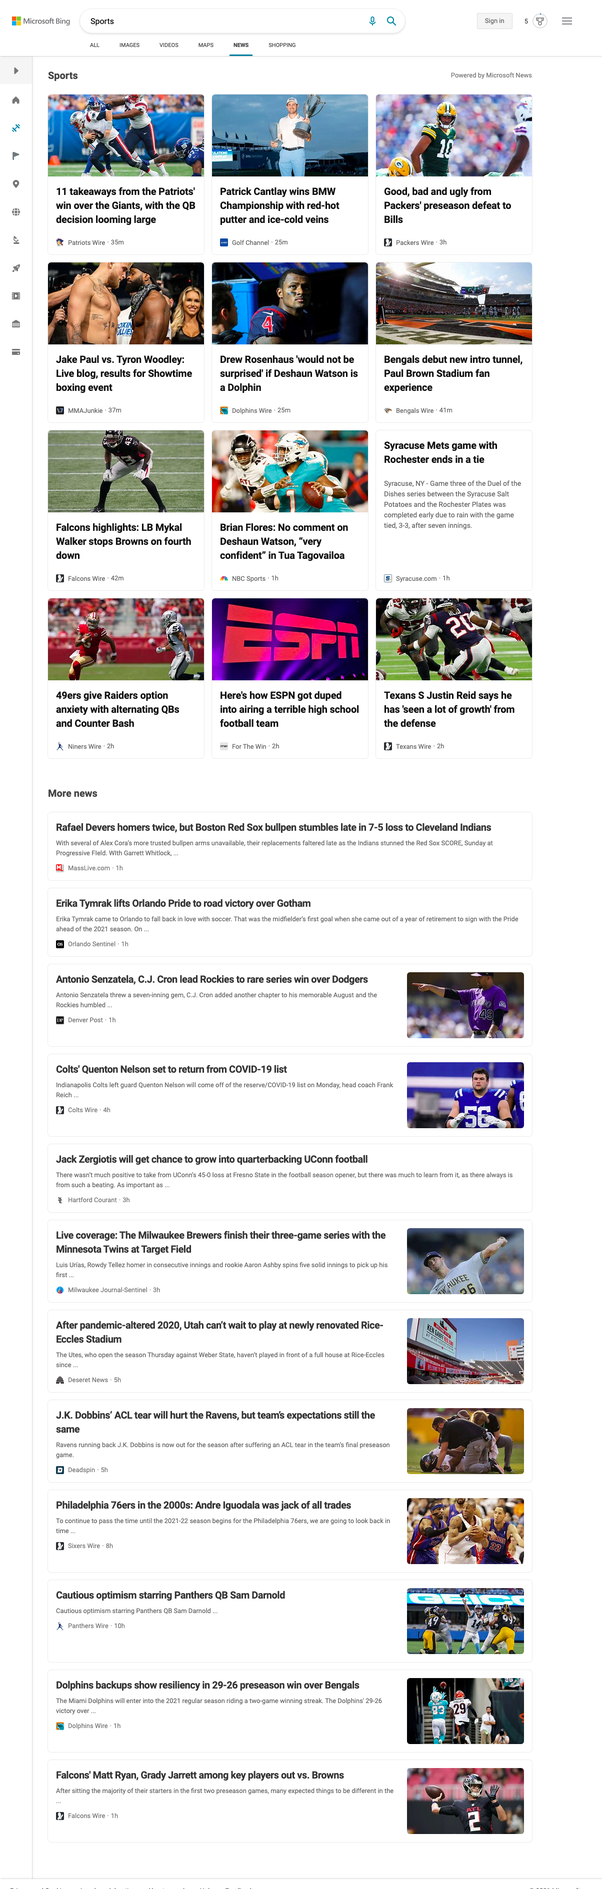 Microsoft Bing
Sports
Sign in
5
ALL
IMAGES
VIDEOS
MAPS
NEWS
SHOPPING
Sports
Powered by Microsoft News
11 takeaways from the Patriots'
win over the Giants, with the QB
decision looming large
Patriots Wire · 35m
Patrick Cantlay wins BMW
Championship with red-hot
putter and ice-cold veins
Golf Channel · 25m
Good, bad and ugly from
Packers' preseason defeat to
Bills
Packers Wire · 3h
Jake Paul vs. Tyron Woodley:
Live blog, results for Showtime
boxing event
MMAJunkie · 37m
Drew Rosenhaus 'would not be
surprised' if Deshaun Watson is
a Dolphin
Dolphins Wire · 25m
Bengals debut new intro tunnel,
Paul Brown Stadium fan
experience
Bengals Wire · 41m
Falcons highlights: LB Mykal
Walker stops Browns on fourth
down
Falcons Wire · 42m
Brian Flores: No comment on
Deshaun Watson, “very
confident” in Tua Tagovailoa
NBC Sports · 1h
Syracuse Mets game with
Rochester ends in a tie
Syracuse, NY - Game three of the Duel of the
Dishes series between the Syracuse Salt
Potatoes and the Rochester Plates was
completed early due to rain with the game
tied, 3-3, after seven innings.
Syracuse.com · 1h
49ers give Raiders option
anxiety with alternating QBs
and Counter Bash
Niners Wire · 2h
ESPN
Here's how ESPN got duped
into airing a terrible high school
football team
For The Win · 2h
Texans S Justin Reid says he
has 'seen a lot of growth' from
the defense
Texans Wire · 2h
More news
Rafael Devers homers twice, but Boston Red Sox bullpen stumbles late in 7-5 loss to Cleveland Indians
With several of Alex Cora's more trusted bullpen arms unavailable, their replacements faltered late as the Indians stunned the Red Sox SCORE, Sunday at
Progressive Field. With Garrett Whitlock, ...
MassLive.com · 1h
Erika Tymrak lifts Orlando Pride to road victory over Gotham
Erika Tymrak came to Orlando to fall back in love with soccer. That was the midfielder's first goal when she came out of a year of retirement to sign with the Pride
ahead of the 2021 season. On ...
Orlando Sentinel · 1h
Antonio Senzatela, C.J. Cron lead Rockies to rare series win over Dodgers
Antonio Senzatela threw a seven-inning gem, C.J. Cron added another chapter to his memorable August and the
Rockies humbled ...
Denver Post · 1h
Colts' Quenton Nelson set to return from COVID-19 list
Indianapolis Colts left guard Quenton Nelson will come off of the reserve/COVID-19 list on Monday, head coach Frank
Reich ...
Colts Wire · 4h
Jack Zergiotis will get chance to grow into quarterbacking UConn football
There wasn't much positive to take from UConn's 45-0 loss at Fresno State in the football season opener, but there was much to learn from it, as there always is
from such a beating. As important as ...
Hartford Courant · 3h
Live coverage: The Milwaukee Brewers finish their three-game series with the
Minnesota Twins at Target Field
Luis Urías, Rowdy Tellez homer in consecutive innings and rookie Aaron Ashby spins five solid innings to pick up his
first ...
Milwaukee Journal-Sentinel · 3h
After pandemic-altered 2020, Utah can't wait to play at newly renovated Rice-
Eccles Stadium
The Utes, who open the season Thursday against Weber State, haven't played in front of a full house at Rice-Eccles
since ...
Deseret News · 5h
J.K. Dobbins' ACL tear will hurt the Ravens, but team's expectations still the
same
Ravens running back J.K. Dobbins is now out for the season after suffering an ACL tear in the team's final preseason
game.
Deadspin · 5h
Philadelphia 76ers in the 2000s: Andre Iguodala was jack of all trades
To continue to pass the time until the 2021-22 season begins for the Philadelphia 76ers, we are going to look back in
time ...
Sixers Wire · 8h
Cautious optimism starring Panthers QB Sam Darnold
Cautious optimism starring Panthers QB Sam Darnold ...
Panthers Wire · 10h
Dolphins backups show resiliency in 29-26 preseason win over Bengals
The Miami Dolphins will enter into the 2021 regular season riding a two-game winning streak. The Dolphins' 29-26
victory over ...
Dolphins Wire · 1h
Falcons' Matt Ryan, Grady Jarrett among key players out vs. Browns
After sitting the majority of their starters in the first two preseason games, many expected things to be different in the
...
Falcons Wire · 1h